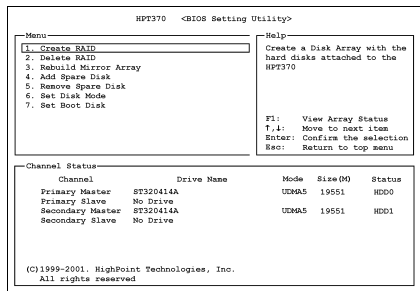 HPT370 <BIOS Setting Utility>
Menu
1. Create RAID
2. Delete RAID
3. Rebuild Mirror Array
4. Add Spare Disk
5. Remove Spare Disk
6. Set Disk Mode
7. Set Boot Disk
Help
Create a Disk Array with the
hard disks attached to the
HPT370
F1: View Array Status
↑,↓: Move to next item
Enter: Confirm the selection
Esc: Return to top menu
Channel Status
Channel Drive Name Mode Size(M) Status
Primary Master ST320414A UDMA5 19551 HDD0
Primary Slave No Drive
Secondary Master ST320414A UDMA5 19551 HDD1
Secondary Slave No Drive
(C)1999-2001. HighPoint Technologies, Inc.
All rights reserved